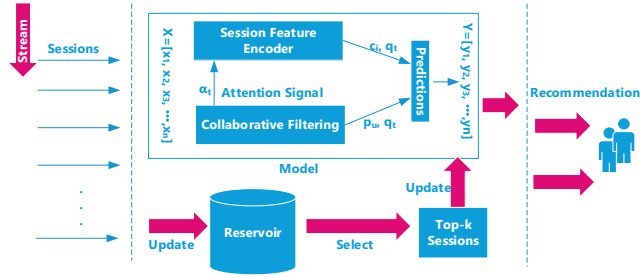 Stream
Sessions
X=[x₁, x₂, x₃, ...,xₙ]
Session Feature
Encoder
αₜ
Attention Signal
Collaborative Filtering
cᵢ, qₜ
pᵤ, qₜ
Predictions
Y=[y₁, y₂, y₃, ...,yn]
Model
Recommendation
Update
Reservoir
Select
Update
Top-k
Sessions